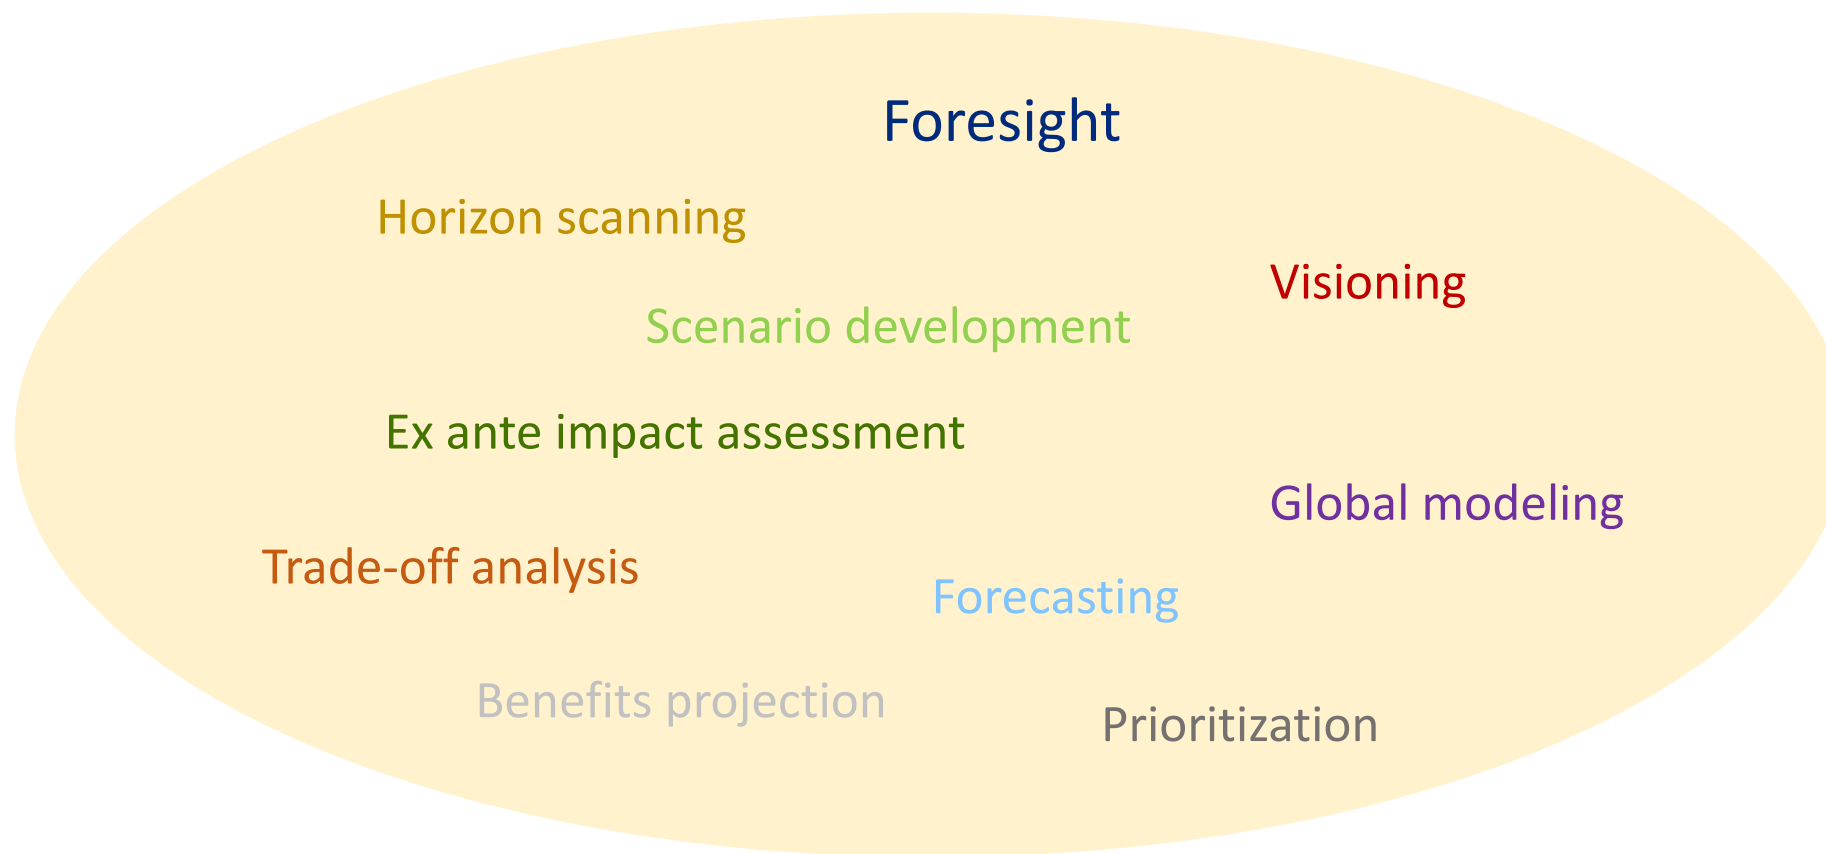 Foresight
Horizon scanning
Visioning
Scenario development
Ex ante impact assessment
Global modeling
Trade-off analysis
Forecasting
Benefits projection
Prioritization